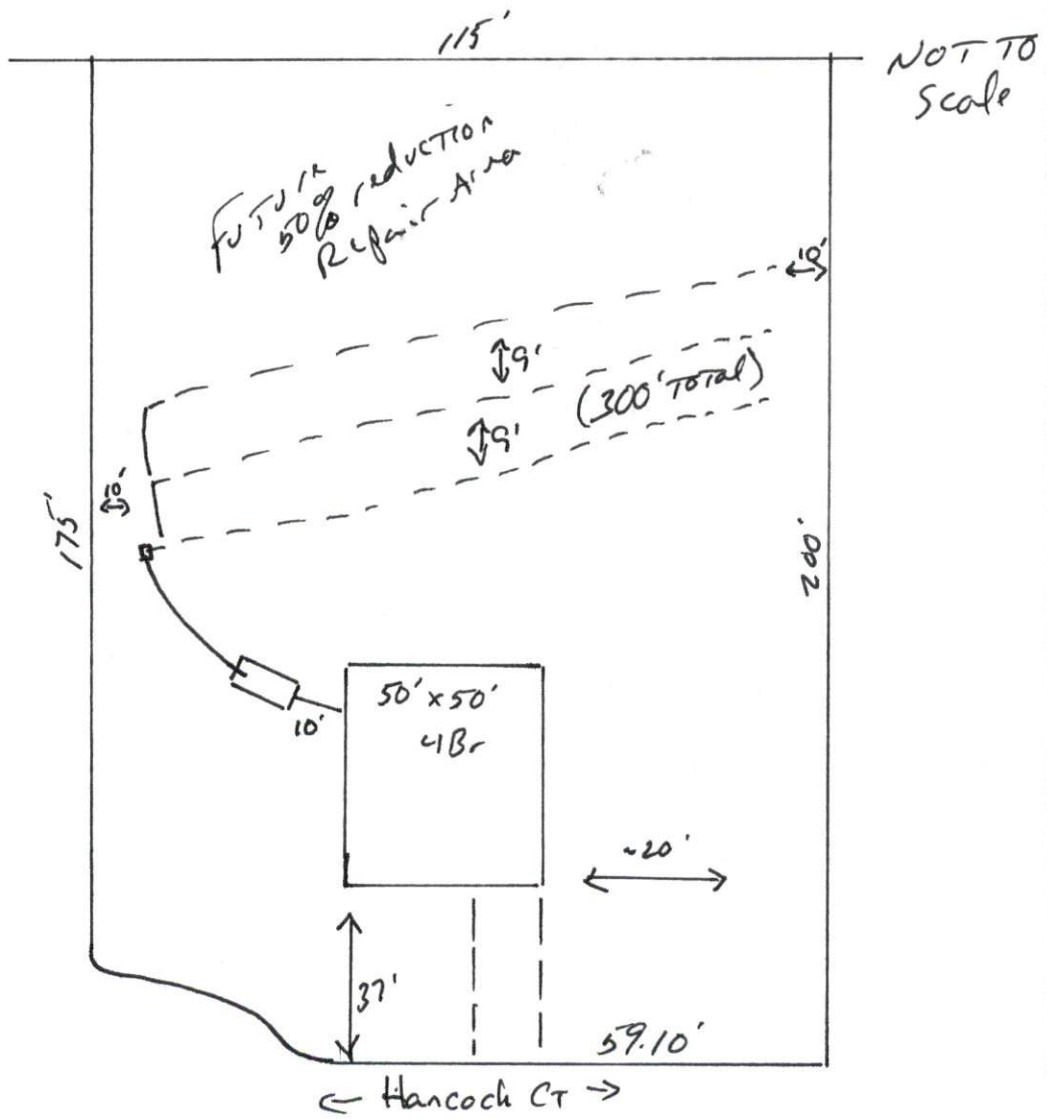 115'
NOT TO
Scale
Future
50% reduction
Repair Area
10'
9'
(300' Total)
9'
10'
175'
200'
50' x 50'
4Br
10'
~20'
37'
59.10'
← Hancock CT →